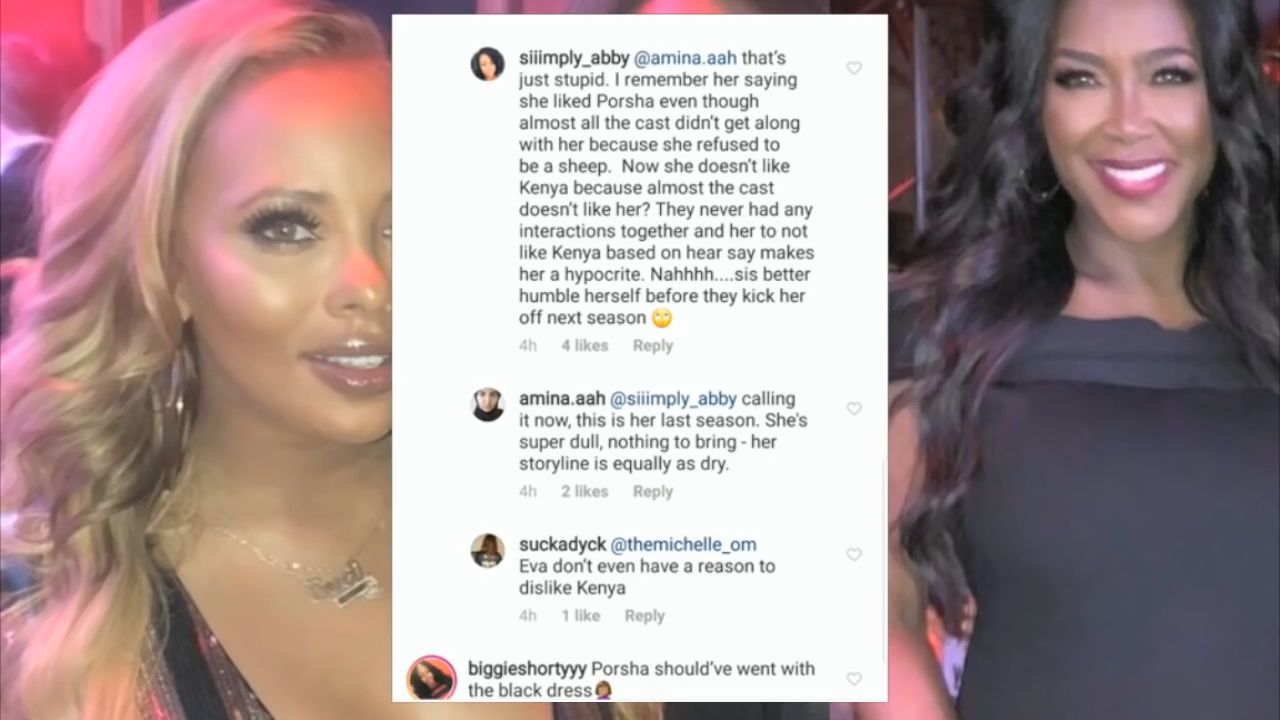 siiimply_abby @amina.aah that's
just stupid. I remember her saying
she liked Porsha even though
almost all the cast didn't get along
with her because she refused to
be a sheep.  Now she doesn't like
Kenya because almost the cast
doesn't like her? They never had any
interactions together and her to not
like Kenya based on hear say makes
her a hypocrite. Nahhhh....sis better
humble herself before they kick her
off next season 🙄
4h 4 likes Reply
amina.aah @siiimply_abby calling
it now, this is her last season. She's
super dull, nothing to bring - her
storyline is equally as dry.
4h 2 likes Reply
suckadyck @themichelle_om
Eva don't even have a reason to
dislike Kenya
4h 1 like Reply
biggieshortyyy Porsha should've went with
the black dress🤦🏾‍♀️